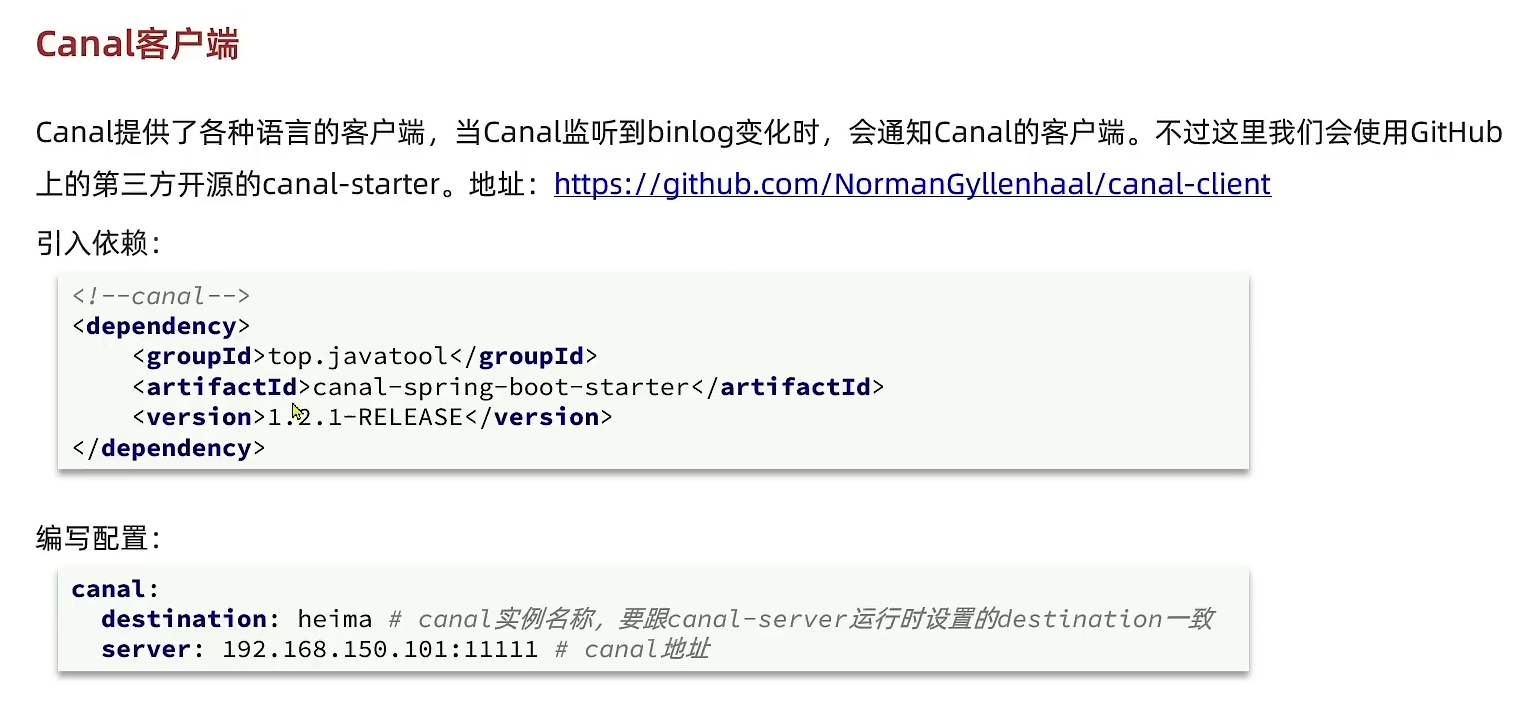 Canal客户端
Canal提供了各种语言的客户端，当Canal监听到binlog变化时，会通知Canal的客户端。不过这里我们会使用GitHub
上的第三方开源的canal-starter。地址：https://github.com/NormanGyllenhaal/canal-client
引入依赖：
<!--canal-->
<dependency>
    <groupId>top.javatool</groupId>
    <artifactId>canal-spring-boot-starter</artifactId>
    <version>1.2.1-RELEASE</version>
</dependency>
编写配置：
canal:
  destination: heima # canal实例名称，要跟canal-server运行时设置的destination一致
  server: 192.168.150.101:11111 # canal地址